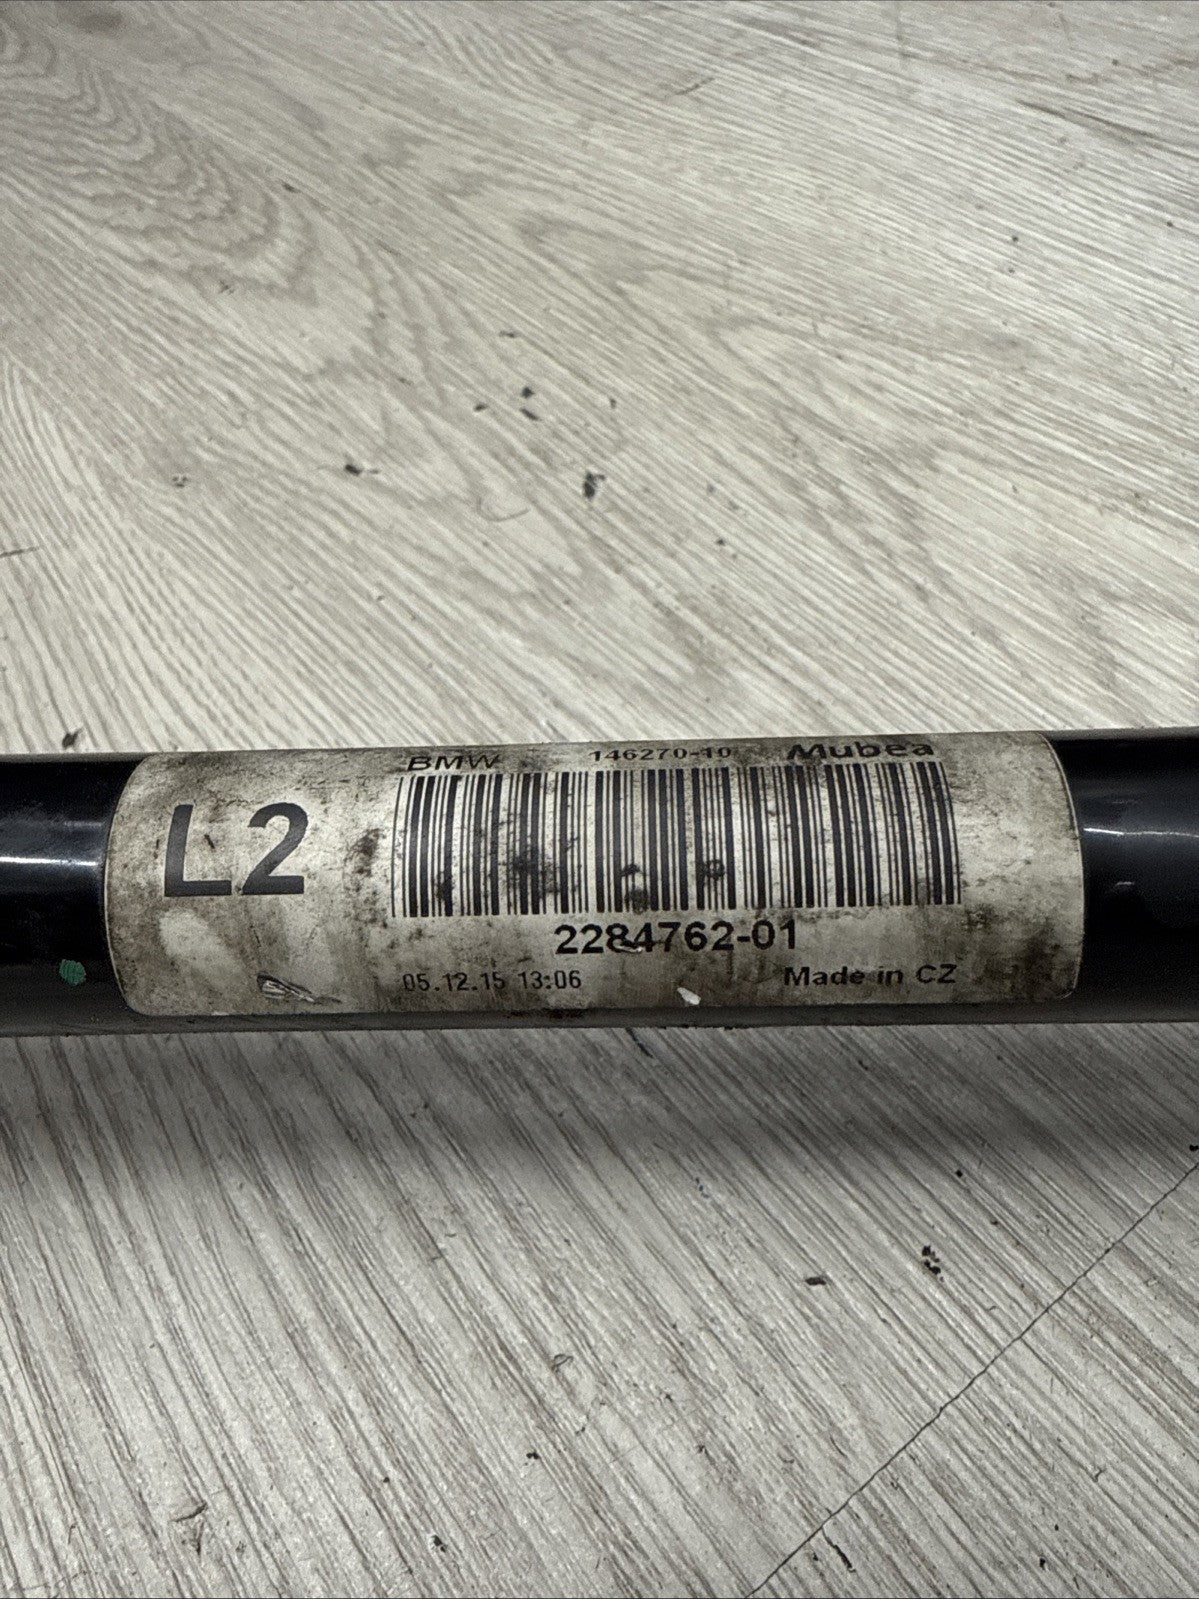 BMW 146270-10 Mubea
L2
2284762-01
05.12.15 13:06 Made in CZ